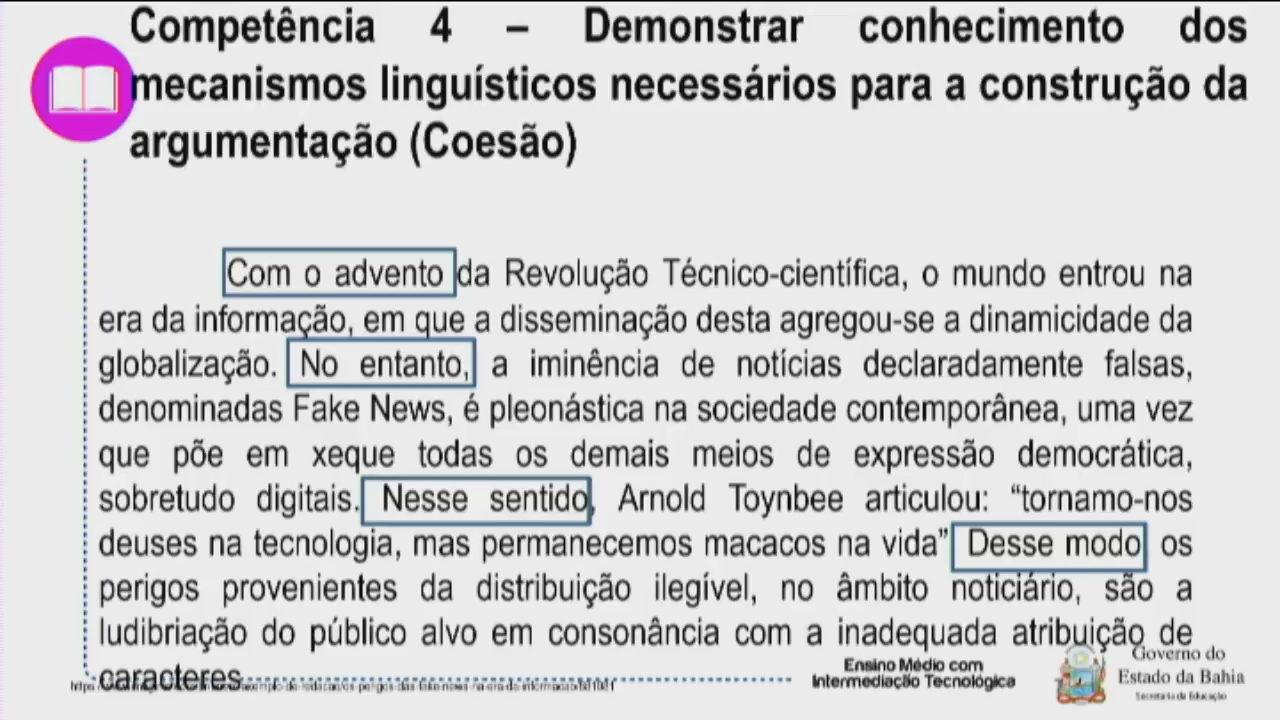 Competência 4 – Demonstrar conhecimento dos
mecanismos linguísticos necessários para a construção da
argumentação (Coesão)
Com o advento da Revolução Técnico-científica, o mundo entrou na
era da informação, em que a disseminação desta agregou-se a dinamicidade da
globalização. No entanto, a iminência de notícias declaradamente falsas,
denominadas Fake News, é pleonástica na sociedade contemporânea, uma vez
que põe em xeque todas os demais meios de expressão democrática,
sobretudo digitais. Nesse sentido, Arnold Toynbee articulou: “tornamo-nos
deuses na tecnologia, mas permanecemos macacos na vida” Desse modo os
perigos provenientes da distribuição ilegível, no âmbito noticiário, são a
ludibriação do público alvo em consonância com a inadequada atribuição de
caracteres
Ensino Médio com
Intermediação Tecnológica
Governo do
Estado da Bahia
Secretaria da Educação